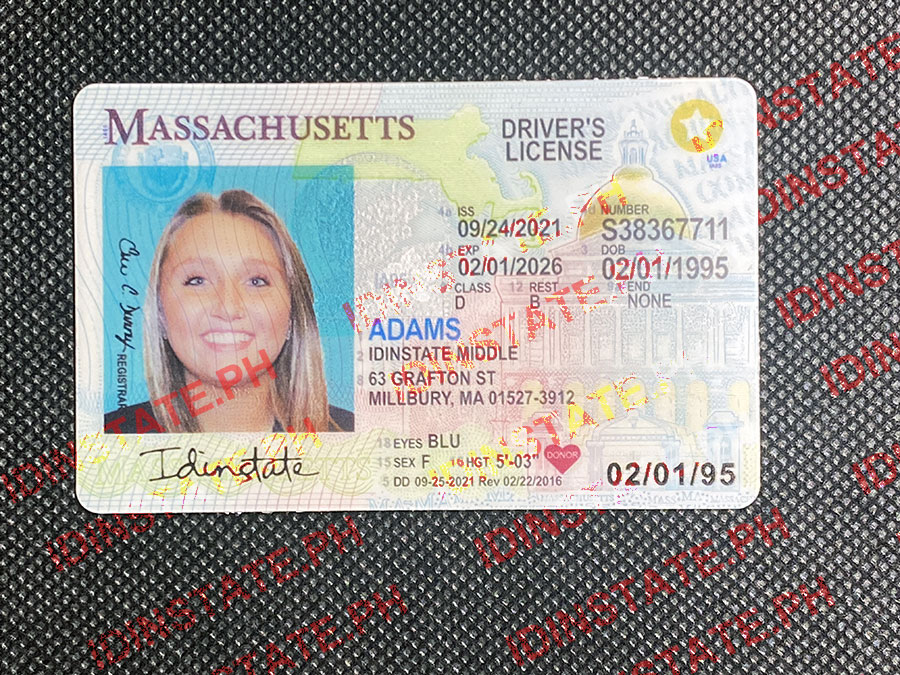 MASSACHUSETTS
DRIVER'S
LICENSE
USA
4a ISS
09/24/2021
4d NUMBER
S38367711
4b EXP
02/01/2026
3 DOB
02/01/1995
9 CLASS 12 REST 9a END
D B NONE
ADAMS
IDINSTATE MIDDLE
63 GRAFTON ST
MILLBURY, MA 01527-3912
18 EYES BLU
15 SEX F 16 HGT 5'-03"
DONOR
5 DD 09-25-2021 Rev 02/22/2016
02/01/95
REGISTRAR
Idinstate
IDINSTATE.PH
IDINSTATE.PH
IDINSTATE.PH
IDINSTATE.PH
IDINSTATE.PH
IDINSTATE.PH
IDINSTATE.PH
IDINSTATE.PH